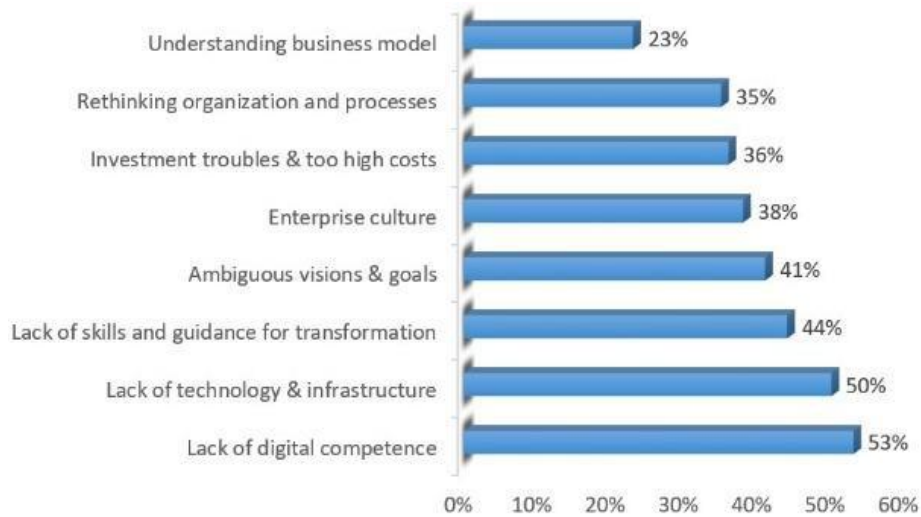 Understanding business model 23%
Rethinking organization and processes 35%
Investment troubles & too high costs 36%
Enterprise culture 38%
Ambiguous visions & goals 41%
Lack of skills and guidance for transformation 44%
Lack of technology & infrastructure 50%
Lack of digital competence 53%
0% 10% 20% 30% 40% 50% 60%